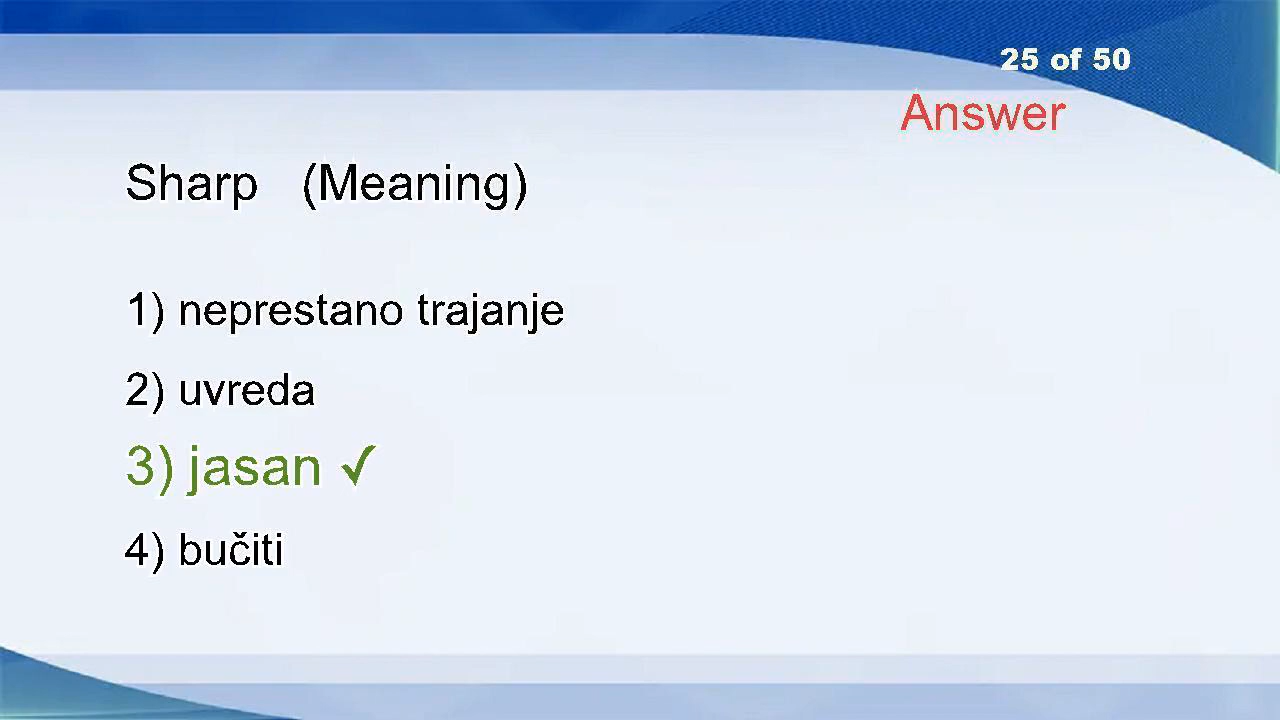 25 of 50
Answer
Sharp (Meaning)
1) neprestano trajanje
2) uvreda
3) jasan ✓
4) bučiti